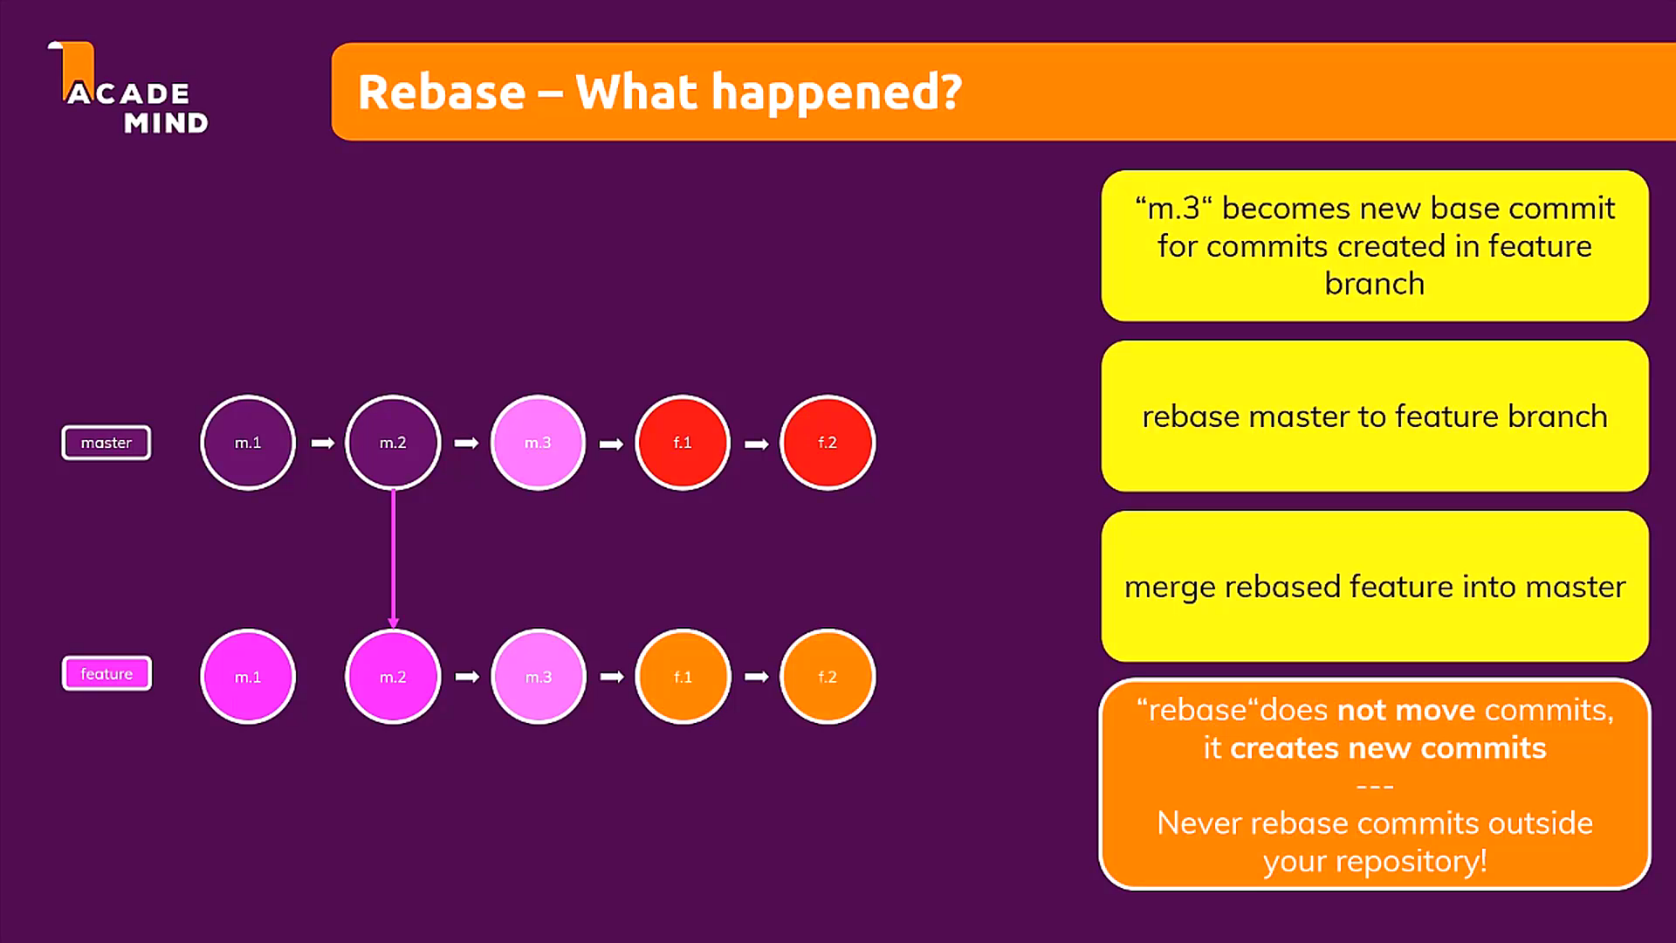 ACADE
MIND
Rebase – What happened?
“m.3“ becomes new base commit
for commits created in feature
branch
rebase master to feature branch
merge rebased feature into master
“rebase“does not move commits,
it creates new commits
---
Never rebase commits outside
your repository!
master
m.1
m.2
m.3
f.1
f.2
feature
m.1
m.2
m.3
f.1
f.2